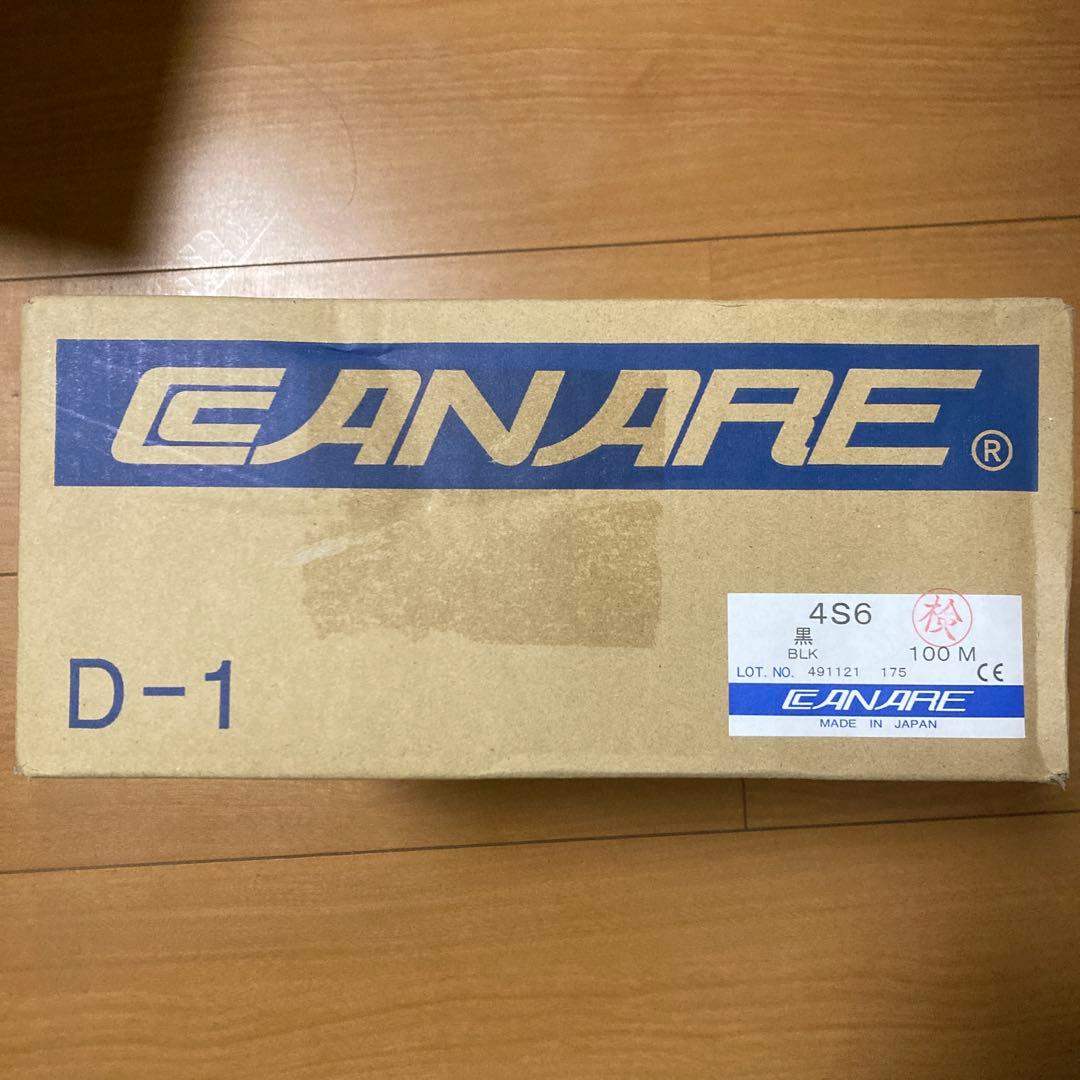 CANARE®
D-1
4S6 検
黒
BLK 100 M
LOT. NO. 491121 175 CE
CANARE
MADE IN JAPAN